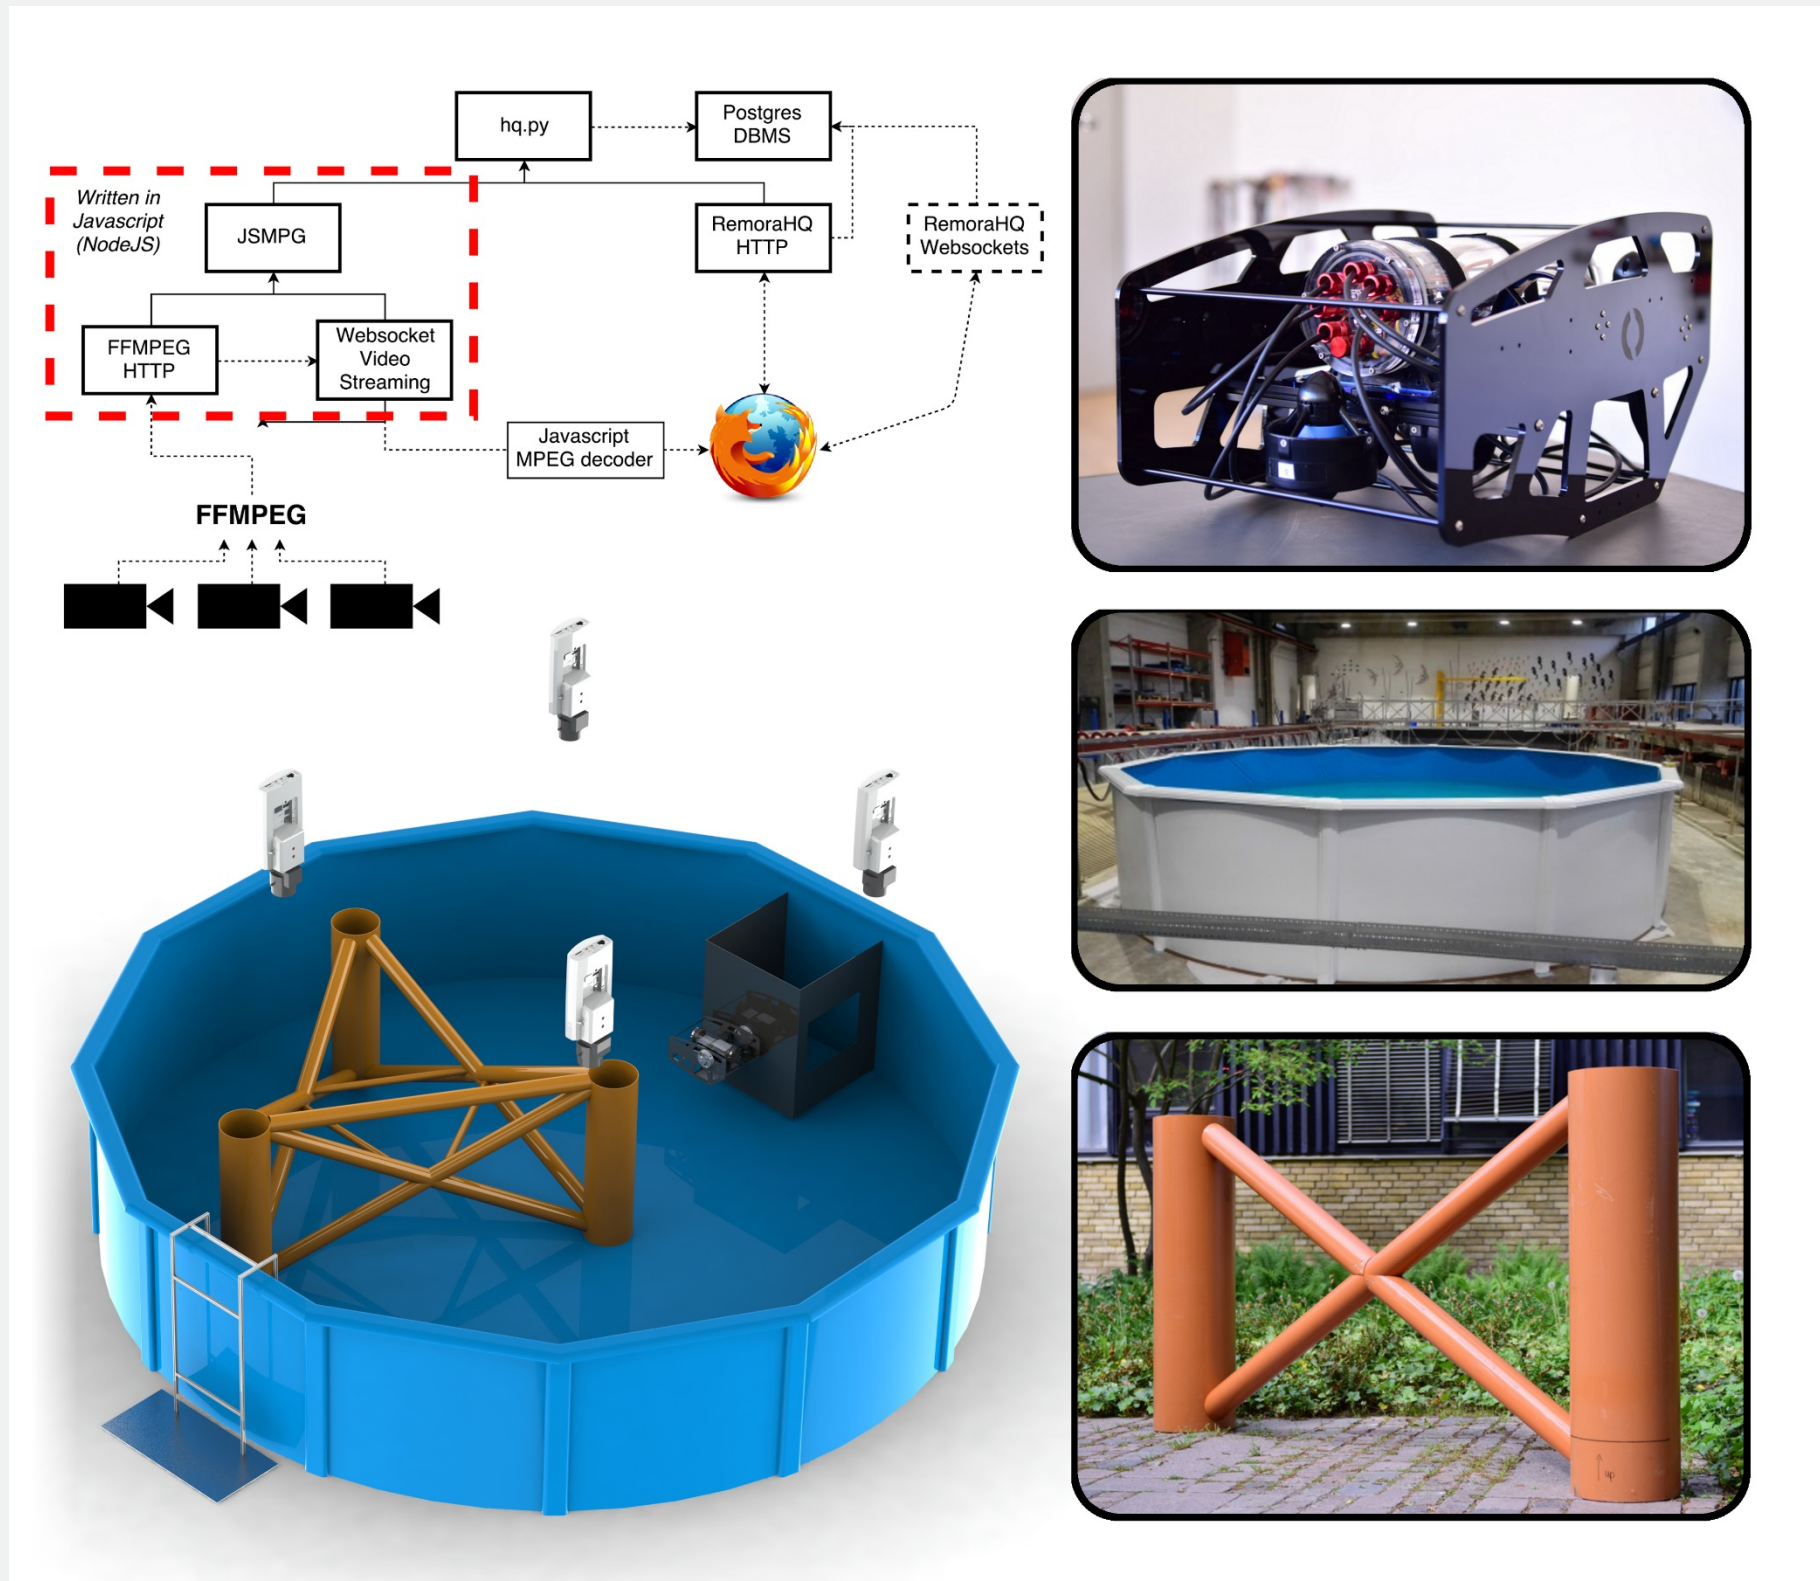 hq.py
Postgres
DBMS
Written in
Javascript
(NodeJS)
JSMPG
RemoraHQ
HTTP
RemoraHQ
Websockets
FFMPEG
HTTP
Websocket
Video
Streaming
Javascript
MPEG decoder
FFMPEG
up